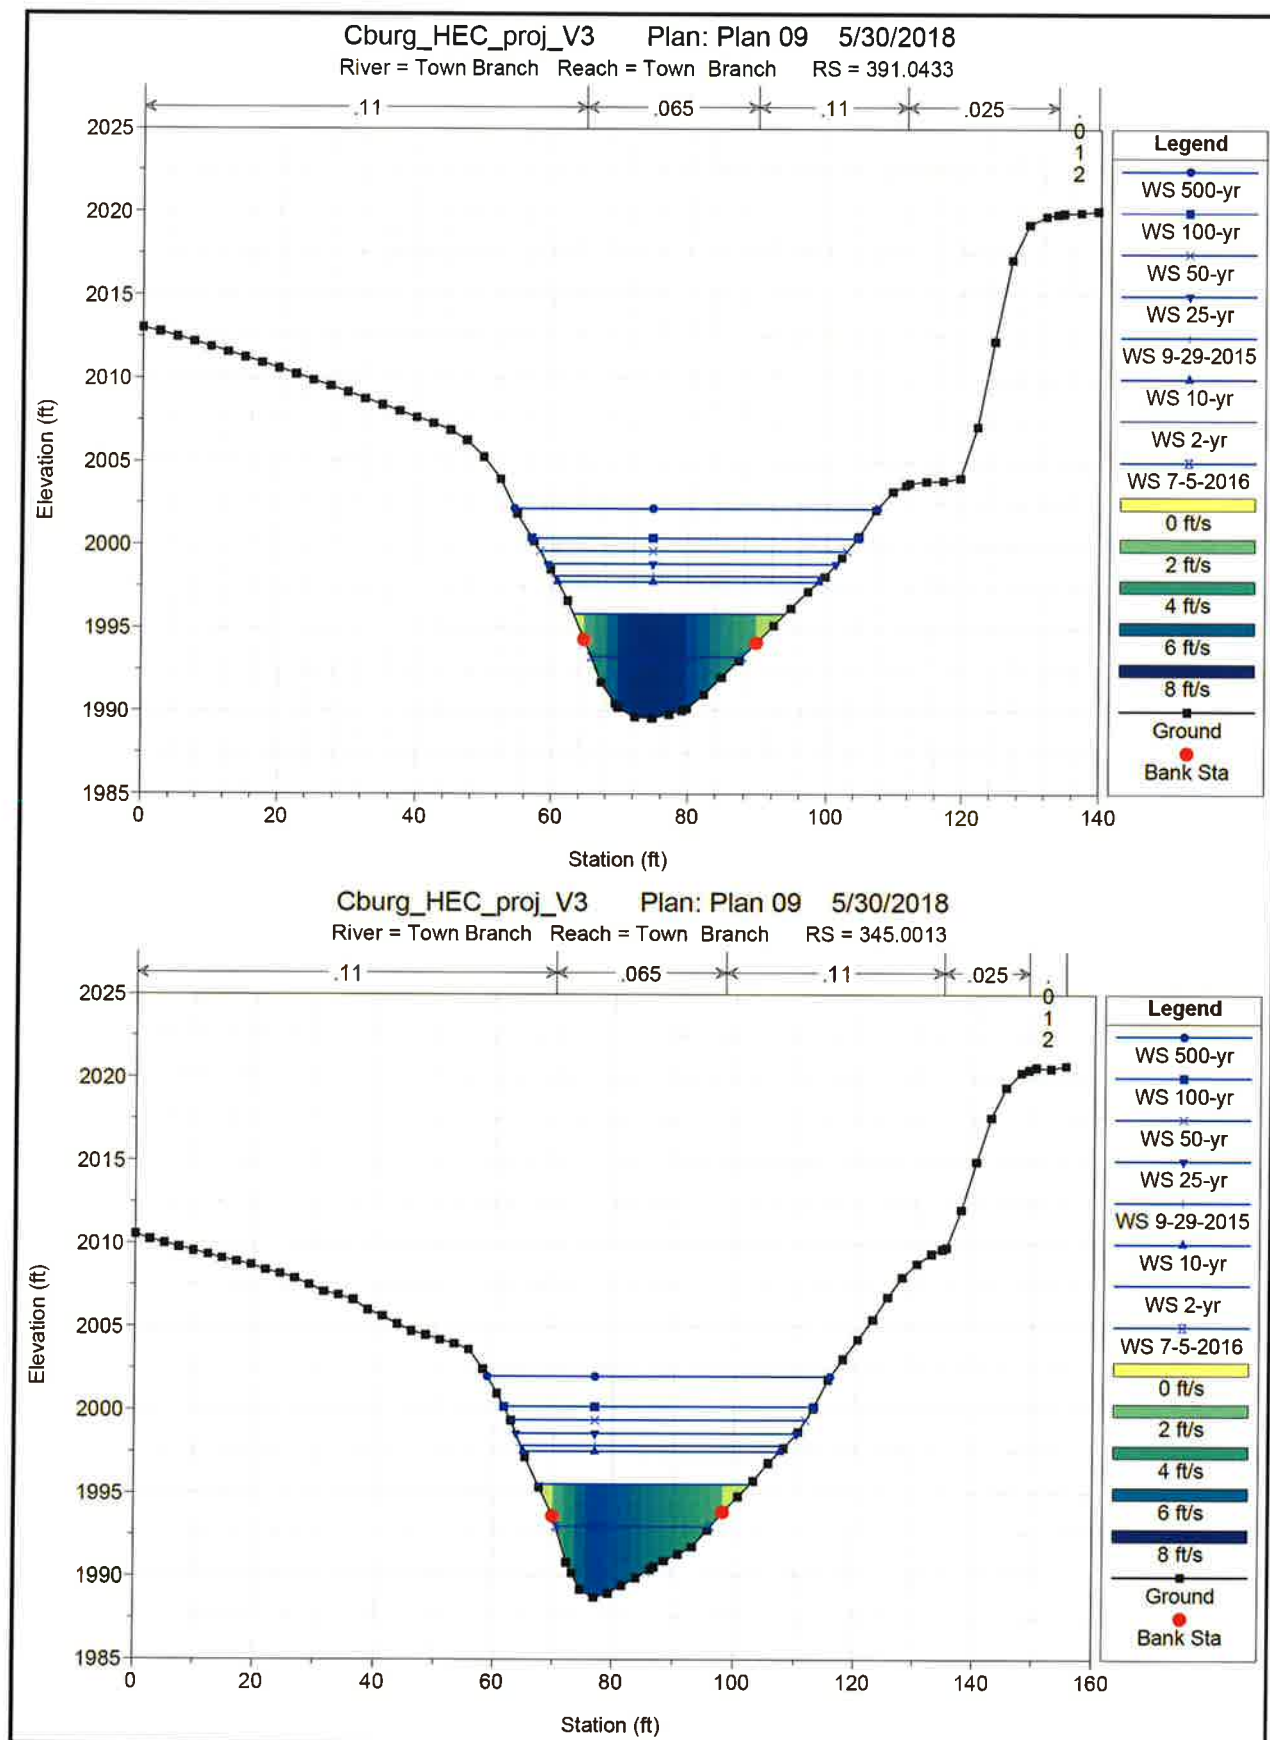 Cburg_HEC_proj_V3 Plan: Plan 09 5/30/2018
River = Town Branch Reach = Town Branch RS = 391.0433
.11 .065 .11 .025 .012
Elevation (ft)
2025
2020
2015
2010
2005
2000
1995
1990
1985
0 20 40 60 80 100 120 140
Station (ft)
Legend
WS 500-yr
WS 100-yr
WS 50-yr
WS 25-yr
WS 9-29-2015
WS 10-yr
WS 2-yr
WS 7-5-2016
0 ft/s
2 ft/s
4 ft/s
6 ft/s
8 ft/s
Ground
Bank Sta
Cburg_HEC_proj_V3 Plan: Plan 09 5/30/2018
River = Town Branch Reach = Town Branch RS = 345.0013
.11 .065 .11 .025 .012
Elevation (ft)
2025
2020
2015
2010
2005
2000
1995
1990
1985
0 20 40 60 80 100 120 140 160
Station (ft)
Legend
WS 500-yr
WS 100-yr
WS 50-yr
WS 25-yr
WS 9-29-2015
WS 10-yr
WS 2-yr
WS 7-5-2016
0 ft/s
2 ft/s
4 ft/s
6 ft/s
8 ft/s
Ground
Bank Sta